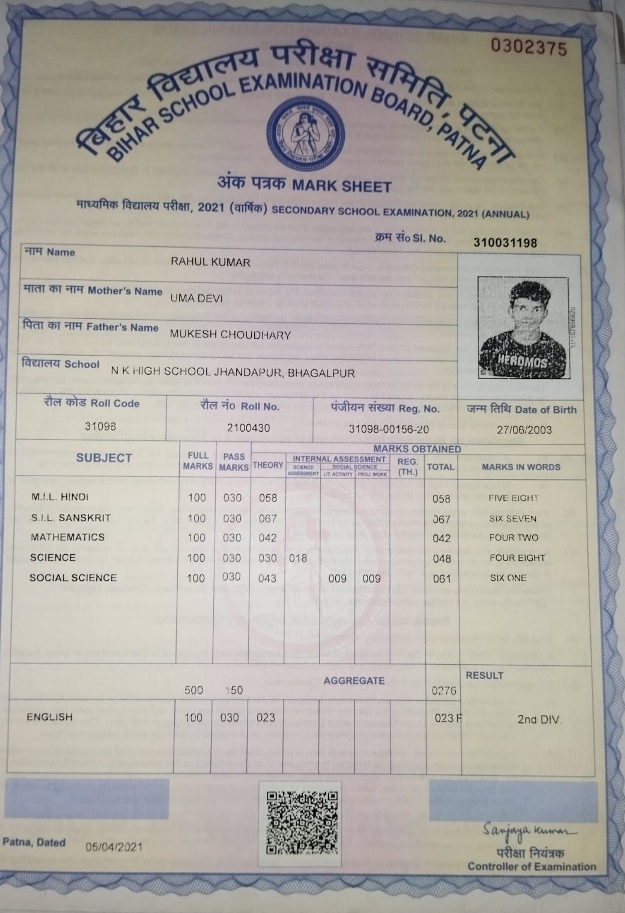 0302375
बिहार विद्यालय परीक्षा समिति, पटना
BIHAR SCHOOL EXAMINATION BOARD, PATNA
अंक पत्रक MARK SHEET
माध्यमिक विद्यालय परीक्षा, 2021 (वार्षिक) SECONDARY SCHOOL EXAMINATION, 2021 (ANNUAL)
क्रम सं० Sl. No. 310031198
नाम Name RAHUL KUMAR
माता का नाम Mother's Name UMA DEVI
पिता का नाम Father's Name MUKESH CHOUDHARY
विद्यालय School N K HIGH SCHOOL JHANDAPUR, BHAGALPUR
HEROMOS
रौल कोड Roll Code रौल नं० Roll No. पंजीयन संख्या Reg. No. जन्म तिथि Date of Birth
31098 2100430 31098-00156-20 27/06/2003
SUBJECT FULL MARKS PASS MARKS THEORY MARKS OBTAINED
INTERNAL ASSESSMENT REG. (TH.) TOTAL MARKS IN WORDS
SCIENCE ASSESSMENT SOCIAL SCIENCE
LIT. ACTIVITY PROJ. WORK
M.I.L. HINDI 100 030 058 058 FIVE EIGHT
S.I.L. SANSKRIT 100 030 067 067 SIX SEVEN
MATHEMATICS 100 030 042 042 FOUR TWO
SCIENCE 100 030 030 018 048 FOUR EIGHT
SOCIAL SCIENCE 100 030 043 009 009 061 SIX ONE
500 150 AGGREGATE 0276 RESULT
ENGLISH 100 030 023 023 F 2nd DIV.
Patna, Dated 05/04/2021
Sanjaya Kumar
परीक्षा नियंत्रक
Controller of Examination